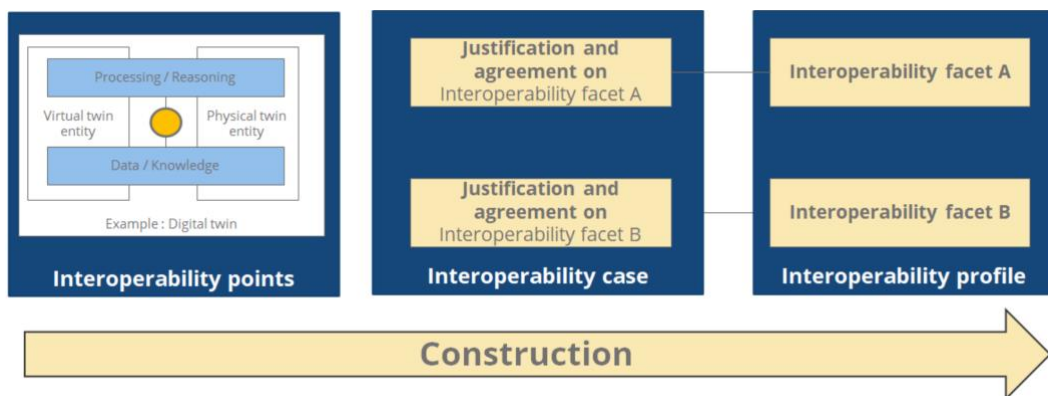 Processing / Reasoning
Virtual twin
entity
Physical twin
entity
Data / Knowledge
Example : Digital twin
Interoperability points
Justification and
agreement on
Interoperability facet A
Justification and
agreement on
Interoperability facet B
Interoperability case
Interoperability facet A
Interoperability facet B
Interoperability profile
Construction